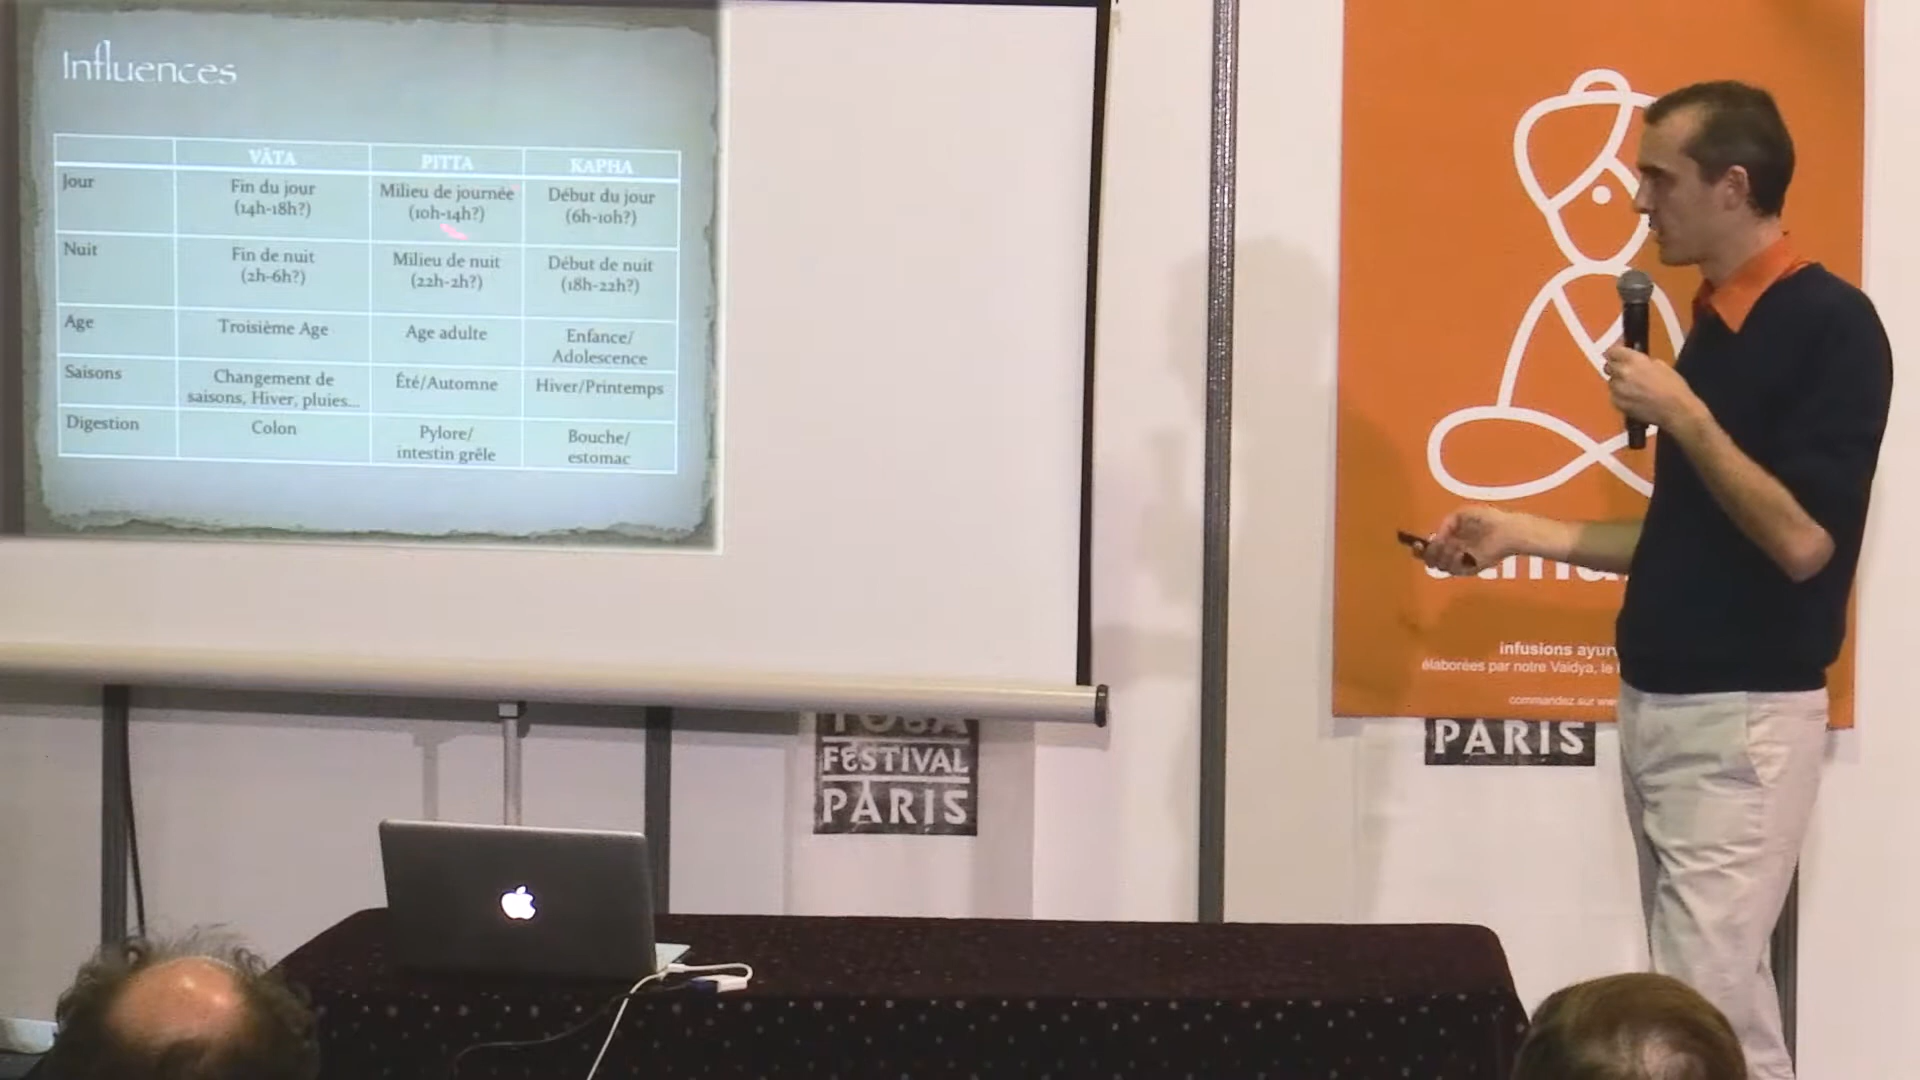 Influences
VĀTA PITTA KAPHA
Jour Fin du jour Milieu de journée Début du jour
(14h-18h?) (10h-14h?) (6h-10h?)
Nuit Fin de nuit Milieu de nuit Début de nuit
(2h-6h?) (22h-2h?) (18h-22h?)
Age Troisième Age Age adulte Enfance/
Adolescence
Saisons Changement de Été/Automne Hiver/Printemps
saisons, Hiver, pluies...
Digestion Colon Pylore/ Bouche/
intestin grêle estomac
infusions
élaborées par notre Vaidya, le
commandez sur
YOGA
FESTIVAL
PARIS
PARIS